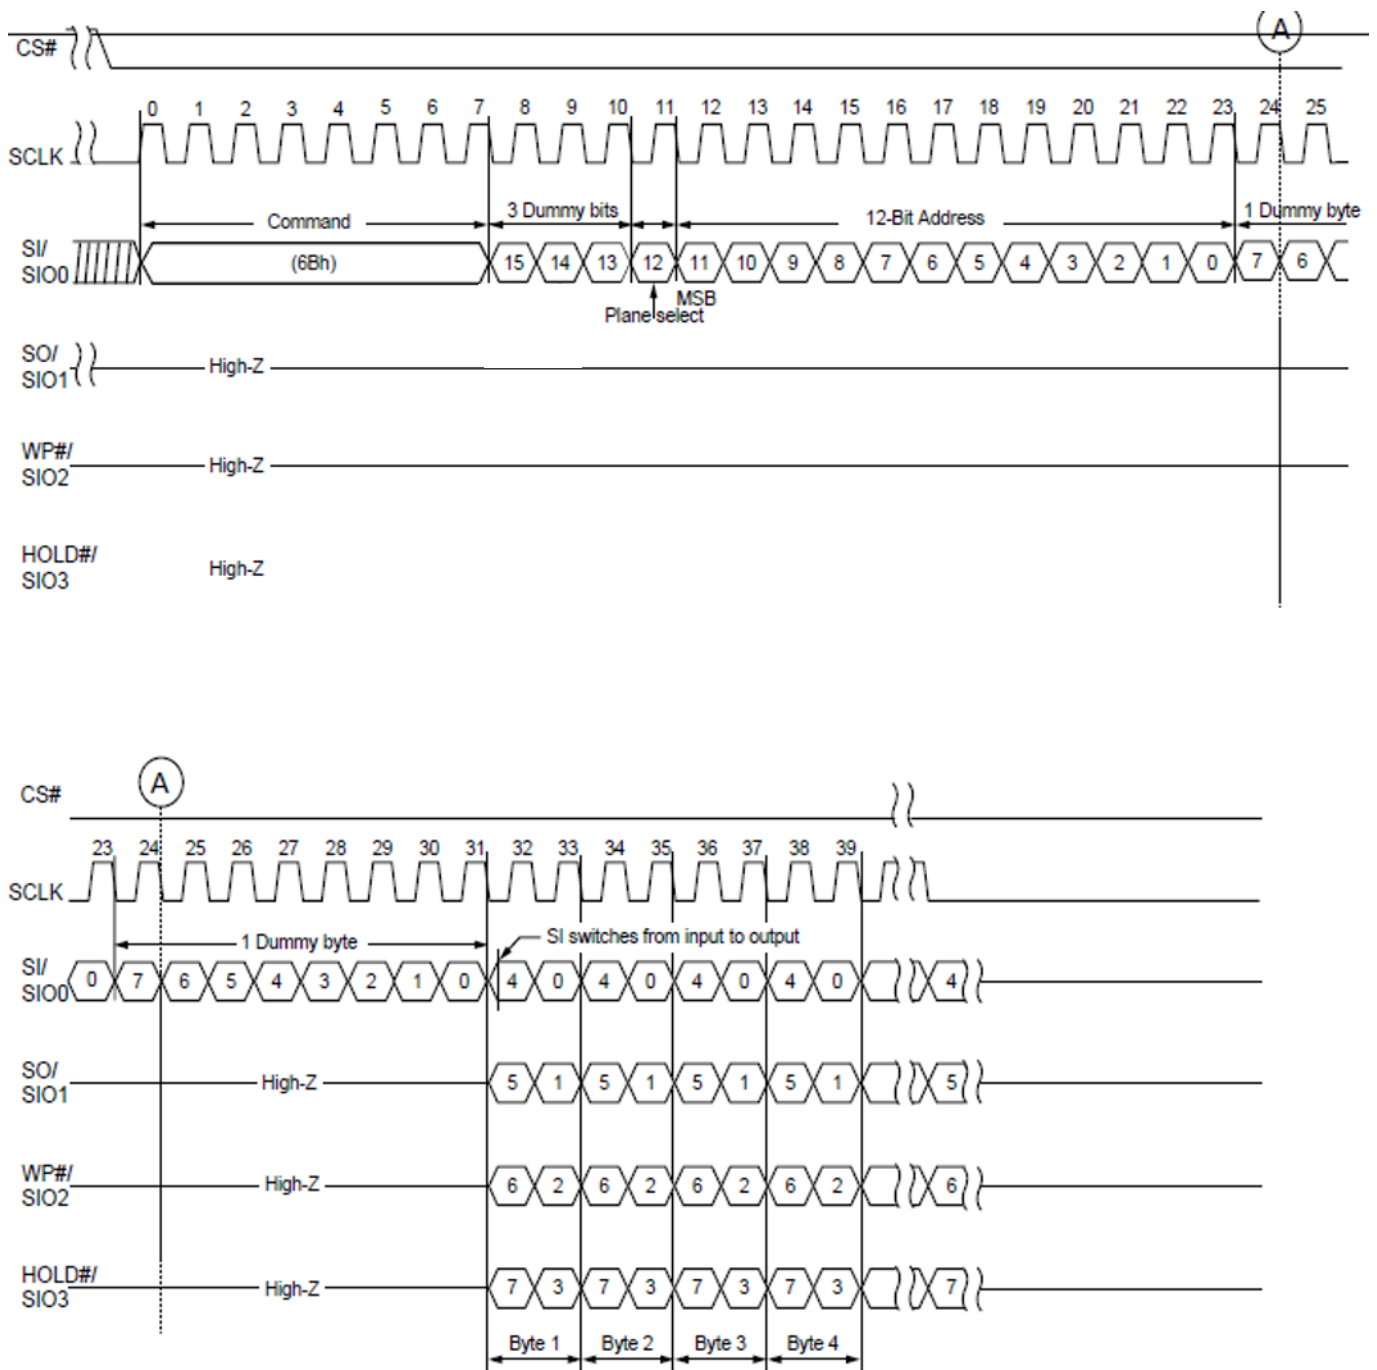 A
CS#
0 1 2 3 4 5 6 7 8 9 10 11 12 13 14 15 16 17 18 19 20 21 22 23 24 25
SCLK
Command 3 Dummy bits 12-Bit Address 1 Dummy byte
SI/
SIO0
(6Bh) 15 14 13 12 11 10 9 8 7 6 5 4 3 2 1 0 7 6
MSB
Plane select
SO/
SIO1
High-Z
WP#/
SIO2
High-Z
HOLD#/
SIO3
High-Z
A
CS#
23 24 25 26 27 28 29 30 31 32 33 34 35 36 37 38 39
SCLK
1 Dummy byte SI switches from input to output
SI/
SIO0
0 7 6 5 4 3 2 1 0 4 0 4 0 4 0 4 0 4
SO/
SIO1
High-Z 5 1 5 1 5 1 5 1 5
WP#/
SIO2
High-Z 6 2 6 2 6 2 6 2 6
HOLD#/
SIO3
High-Z 7 3 7 3 7 3 7 3 7
Byte 1 Byte 2 Byte 3 Byte 4